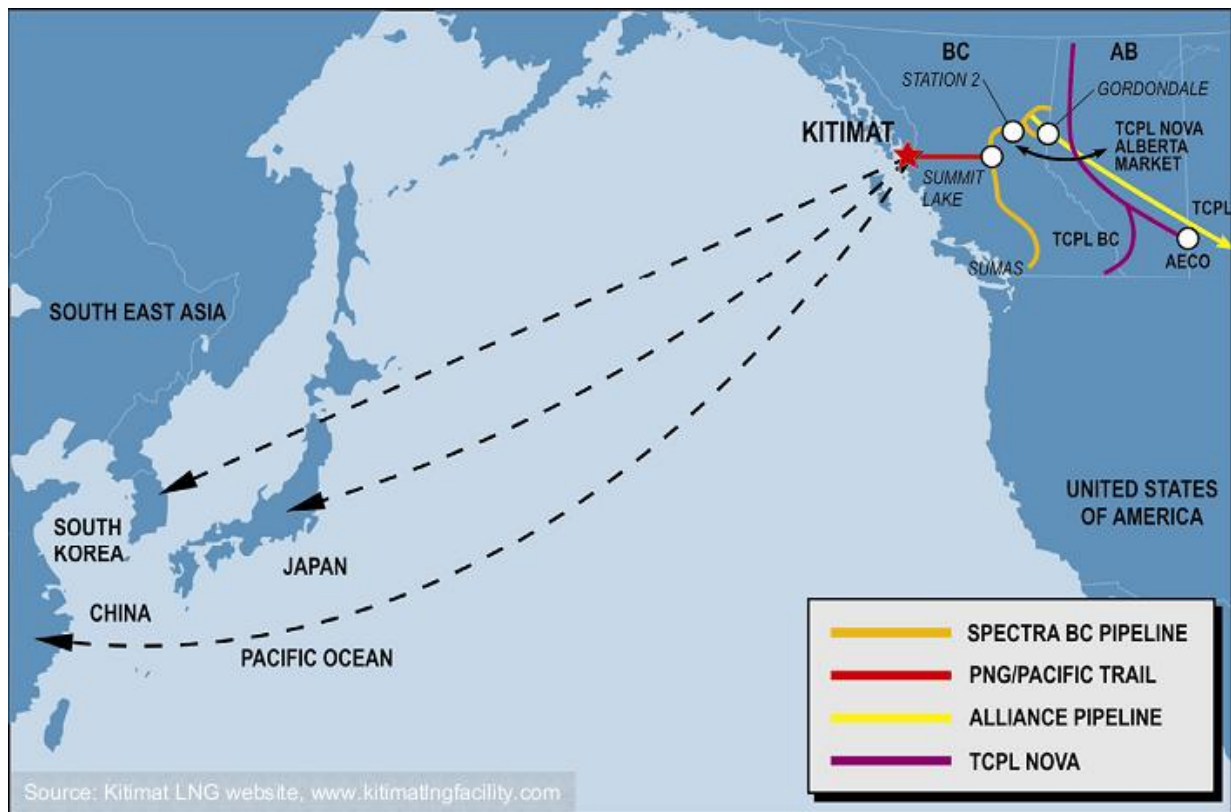 BC
AB
STATION 2
GORDONDALE
KITIMAT
TCPL NOVA
ALBERTA
MARKET
SUMMIT
LAKE
TCPL
TCPL BC
AECO
SUMAS
SOUTH EAST ASIA
UNITED STATES
OF AMERICA
SOUTH
KOREA
JAPAN
CHINA
PACIFIC OCEAN
SPECTRA BC PIPELINE
PNG/PACIFIC TRAIL
ALLIANCE PIPELINE
TCPL NOVA
Source: Kitimat LNG website, www.kitimatlngfacility.com